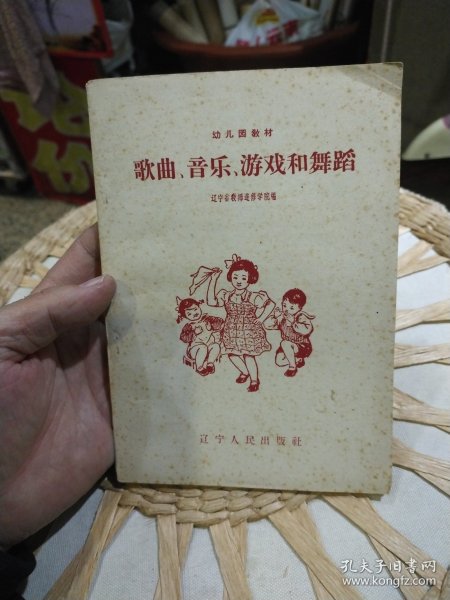 幼儿园教材
歌曲、音乐、游戏和舞蹈
辽宁省教师进修学院编
辽宁人民出版社
孔夫子旧书网
www.kongfz.com